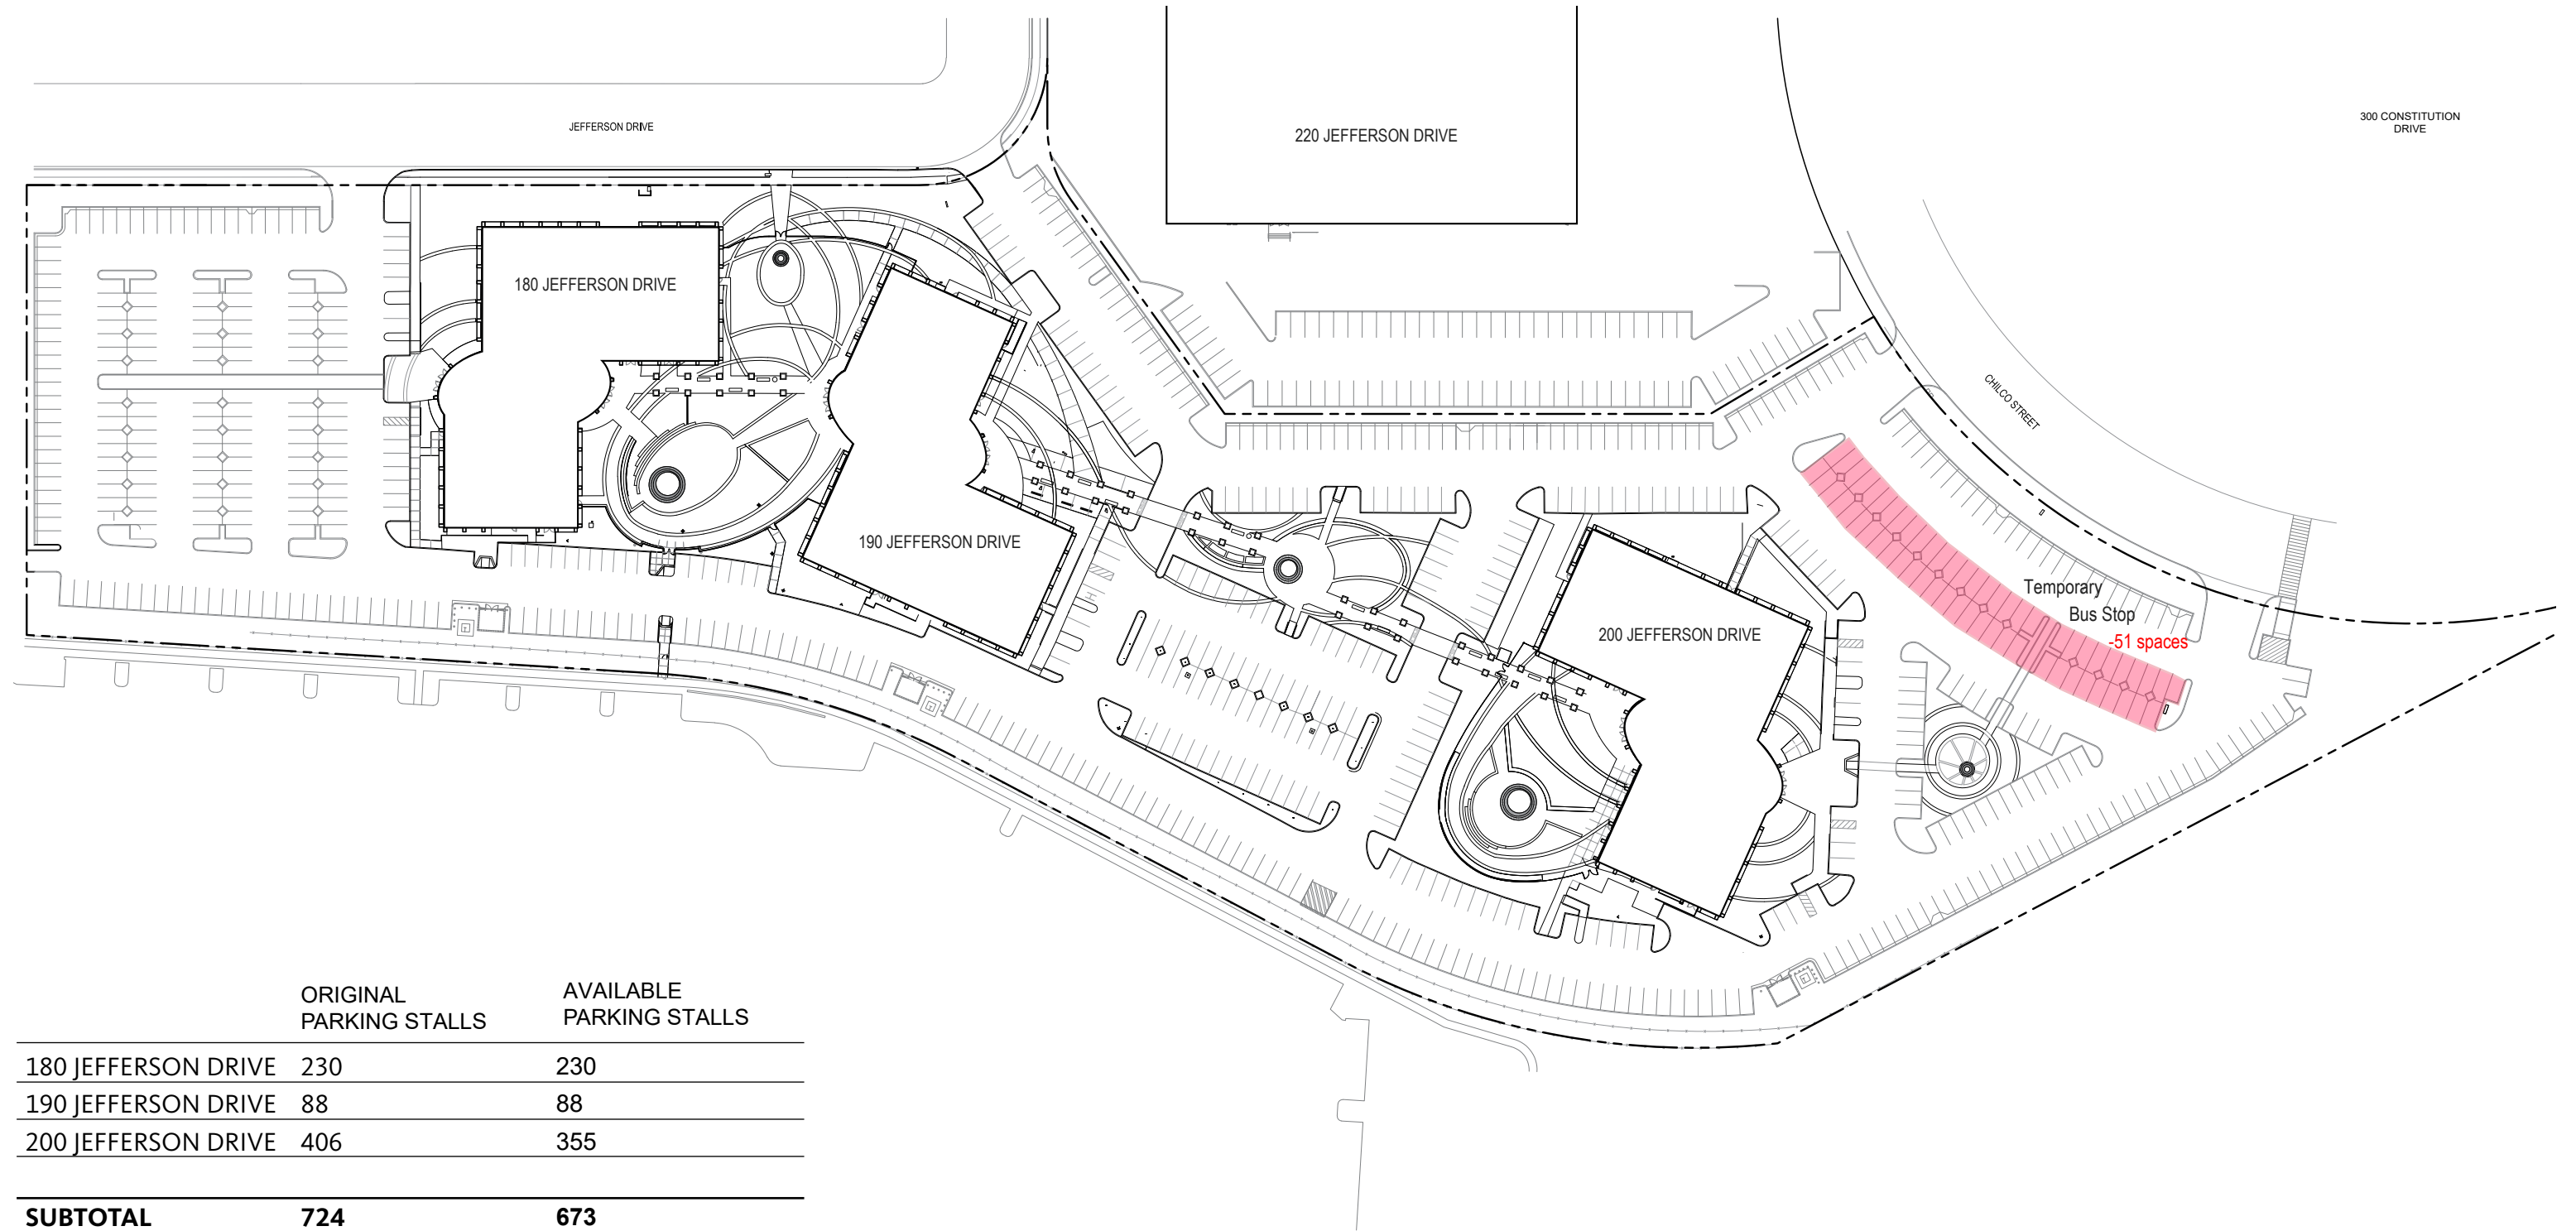 JEFFERSON DRIVE
220 JEFFERSON DRIVE
300 CONSTITUTION
DRIVE
180 JEFFERSON DRIVE
CHILCO STREET
190 JEFFERSON DRIVE
200 JEFFERSON DRIVE
Temporary
Bus Stop
-51 spaces
ORIGINAL
PARKING STALLS
AVAILABLE
PARKING STALLS
180 JEFFERSON DRIVE 230 230
190 JEFFERSON DRIVE 88 88
200 JEFFERSON DRIVE 406 355
SUBTOTAL 724 673